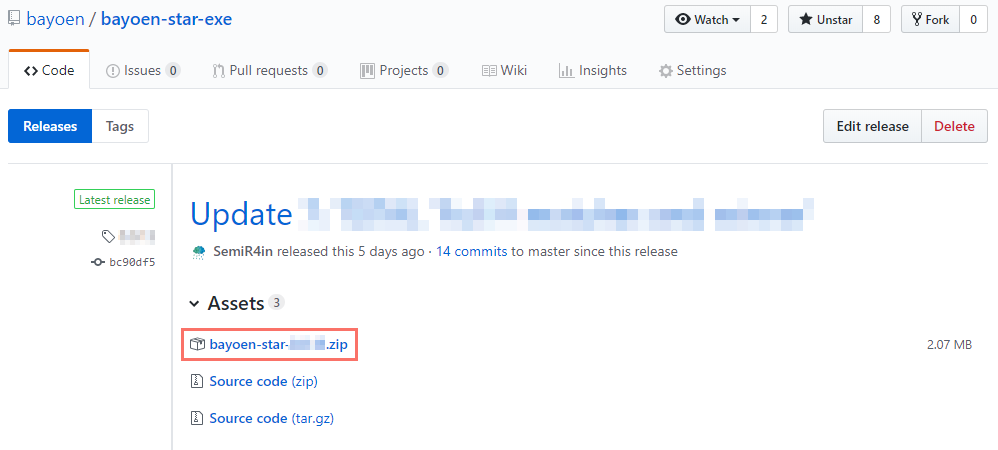 bayoen / bayoen-star-exe
Watch 2 Unstar 8 Fork 0
Code Issues 0 Pull requests 0 Projects 0 Wiki Insights Settings
Releases Tags Edit release Delete
Latest release
Update
SemiR4in released this 5 days ago · 14 commits to master since this release
bc90df5
Assets 3
bayoen-star- .zip 2.07 MB
Source code (zip)
Source code (tar.gz)